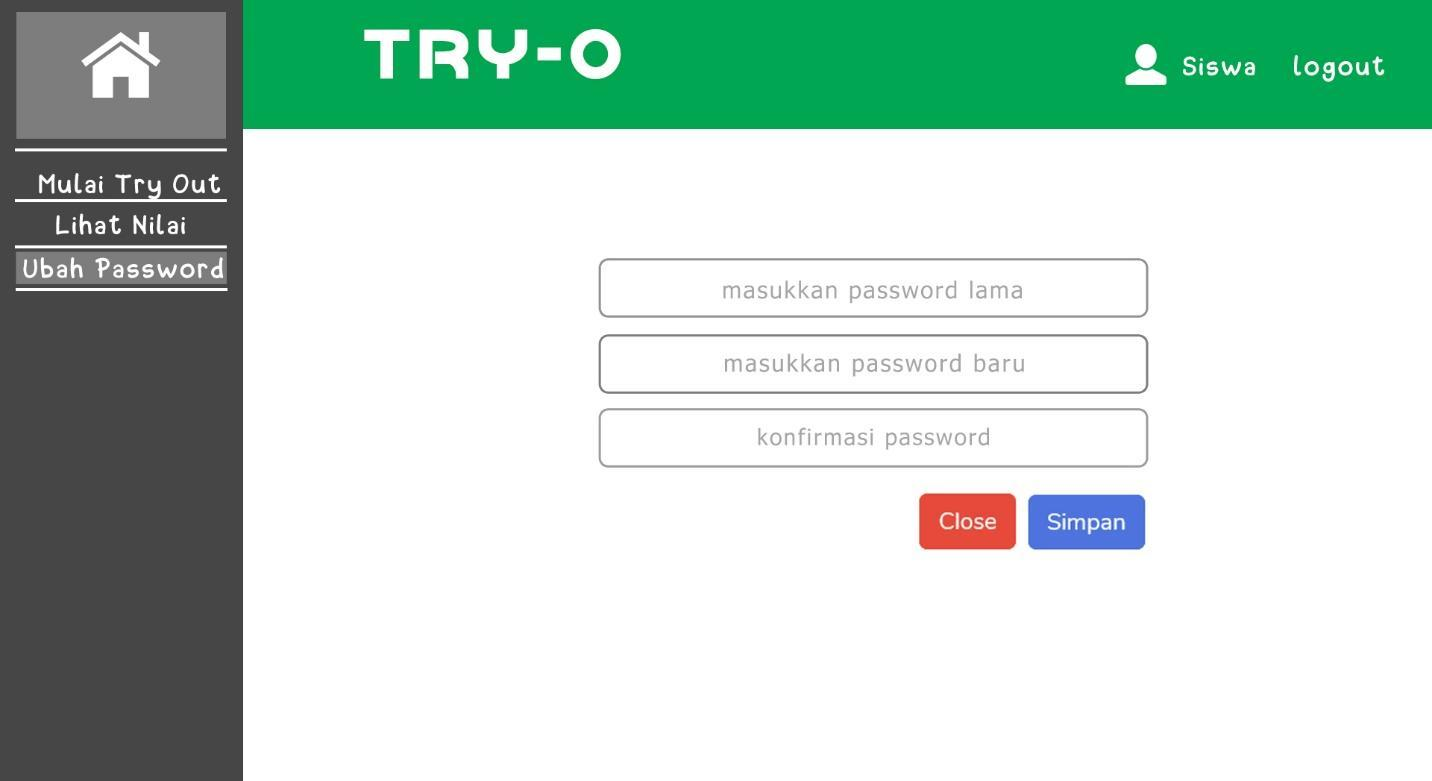 TRY-O
Siswa logout
Mulai Try Out
Lihat Nilai
Ubah Password
masukkan password lama
masukkan password baru
konfirmasi password
Close Simpan